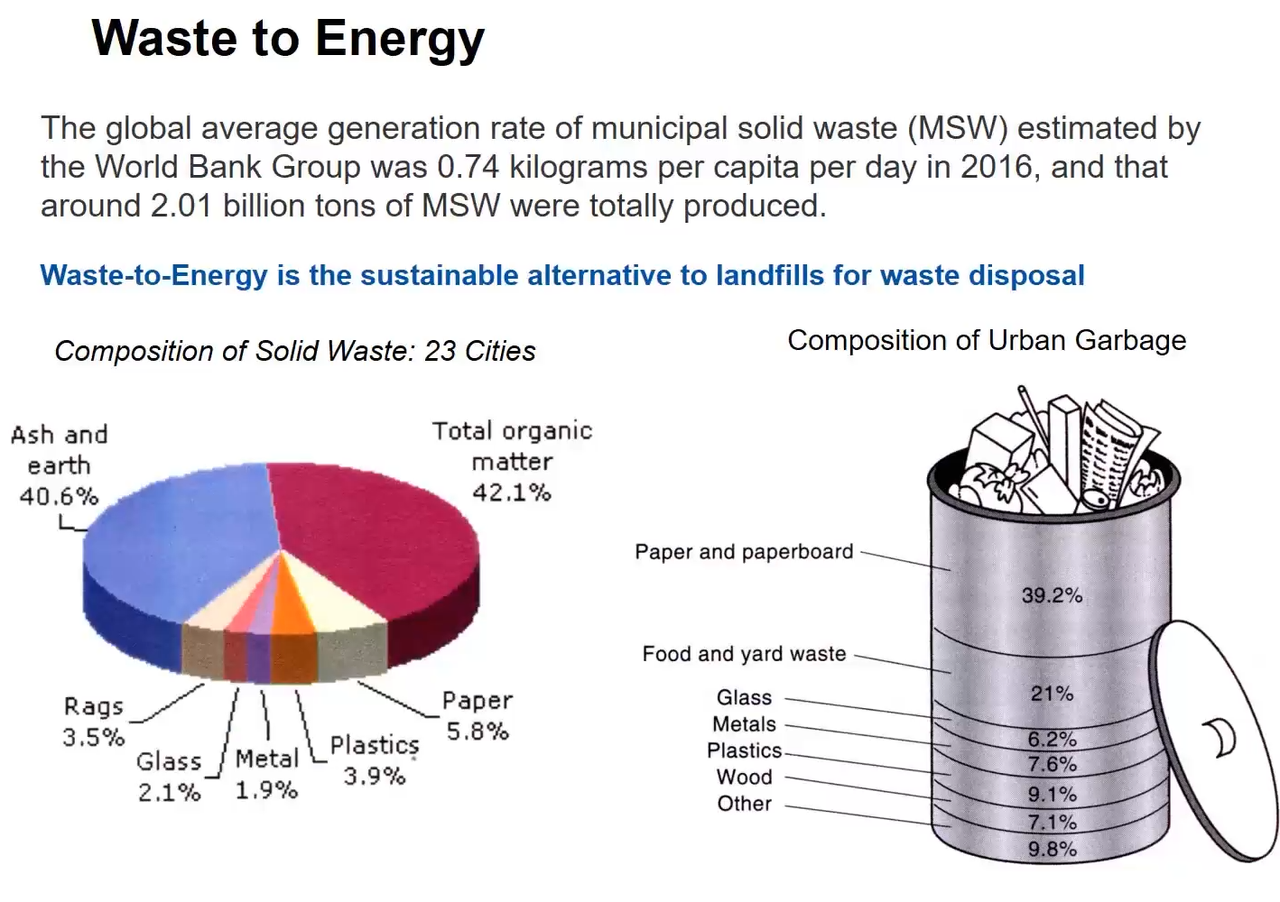 Waste to Energy
The global average generation rate of municipal solid waste (MSW) estimated by
the World Bank Group was 0.74 kilograms per capita per day in 2016, and that
around 2.01 billion tons of MSW were totally produced.
Waste-to-Energy is the sustainable alternative to landfills for waste disposal
Composition of Solid Waste: 23 Cities
Ash and
earth
40.6%
Total organic
matter
42.1%
Rags
3.5%
Glass
2.1%
Metal
1.9%
Plastics
3.9%
Paper
5.8%
Composition of Urban Garbage
Paper and paperboard
39.2%
Food and yard waste
21%
Glass
6.2%
Metals
7.6%
Plastics
9.1%
Wood
7.1%
Other
9.8%